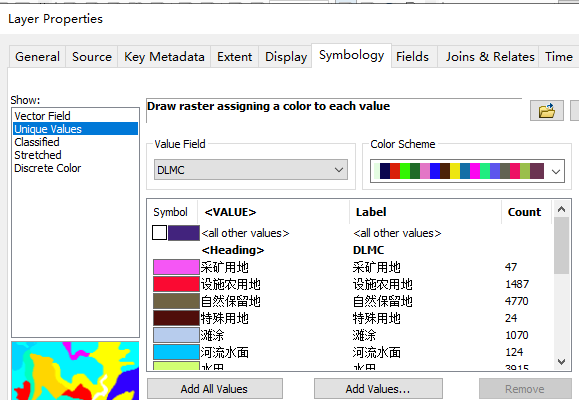 Layer Properties
General Source Key Metadata Extent Display Symbology Fields Joins & Relates Time
Show:
Vector Field
Unique Values
Classified
Stretched
Discrete Color
Draw raster assigning a color to each value
Value Field
DLMC
Color Scheme
Symbol <VALUE> Label Count
<all other values> <all other values>
<Heading> DLMC
采矿用地 采矿用地 47
设施农用地 设施农用地 1487
自然保留地 自然保留地 4770
特殊用地 特殊用地 24
滩涂 滩涂 1070
河流水面 河流水面 124
水田 水田 3915
Add All Values Add Values... Remove